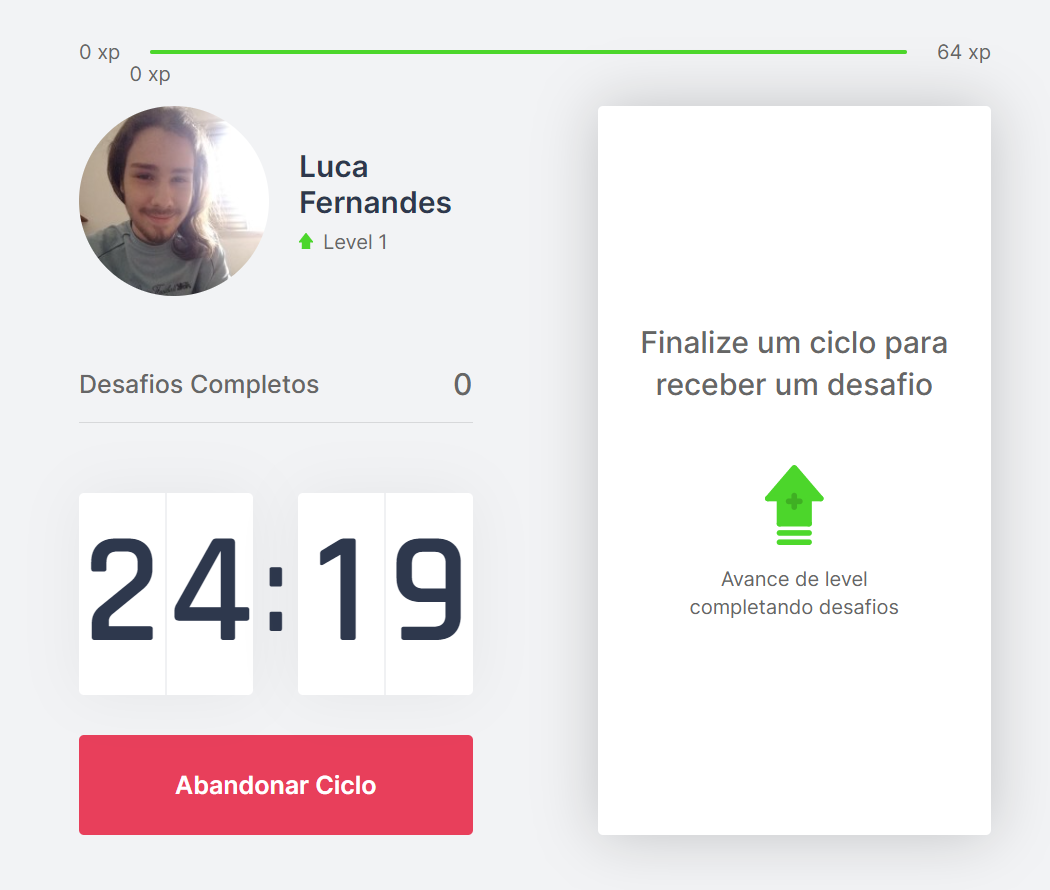 0 xp
64 xp
0 xp
Luca
Fernandes
Level 1
Desafios Completos 0
24:19
Abandonar Ciclo
Finalize um ciclo para
receber um desafio
Avance de level
completando desafios